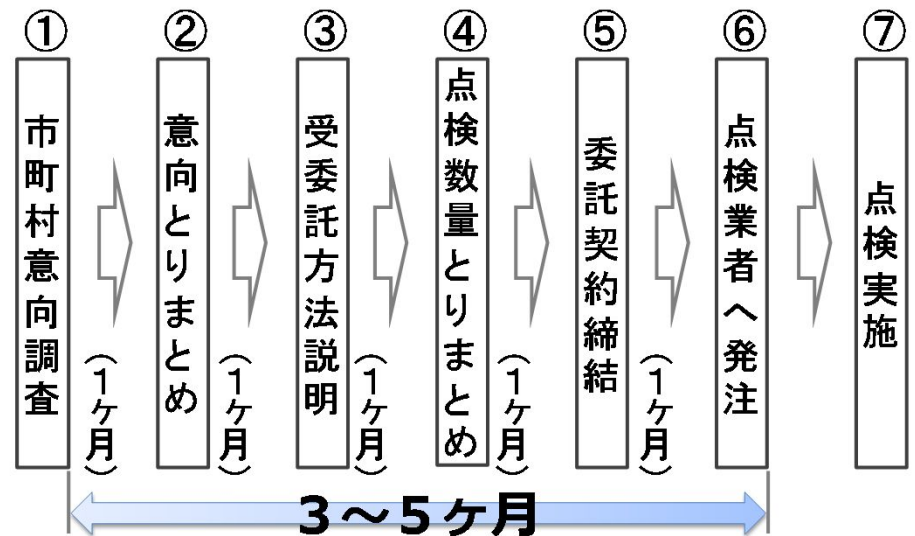 ①
市町村意向調査
(1ヶ月)
②
意向とりまとめ
(1ヶ月)
③
受委託方法説明
(1ヶ月)
④
点検数量とりまとめ
(1ヶ月)
⑤
委託契約締結
(1ヶ月)
⑥
点検業者へ発注
⑦
点検実施
3～5ヶ月